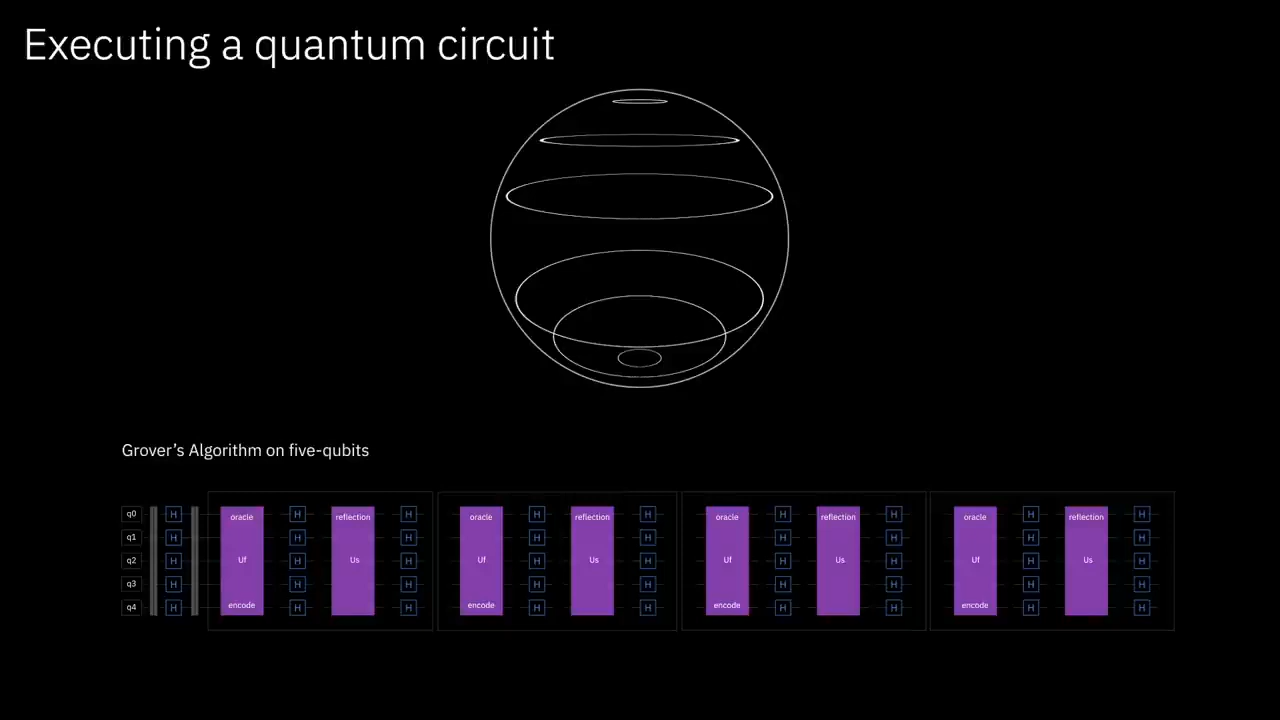 Executing a quantum circuit
Grover's Algorithm on five-qubits
q0 H oracle H reflection H oracle H reflection H oracle H reflection H oracle H reflection H
q1 H H H H H H H H H
q2 H Uf H Us H Uf H Us H Uf H Us H Uf H Us H
q3 H H H H H H H H H
q4 H encode H H encode H H encode H H encode H H